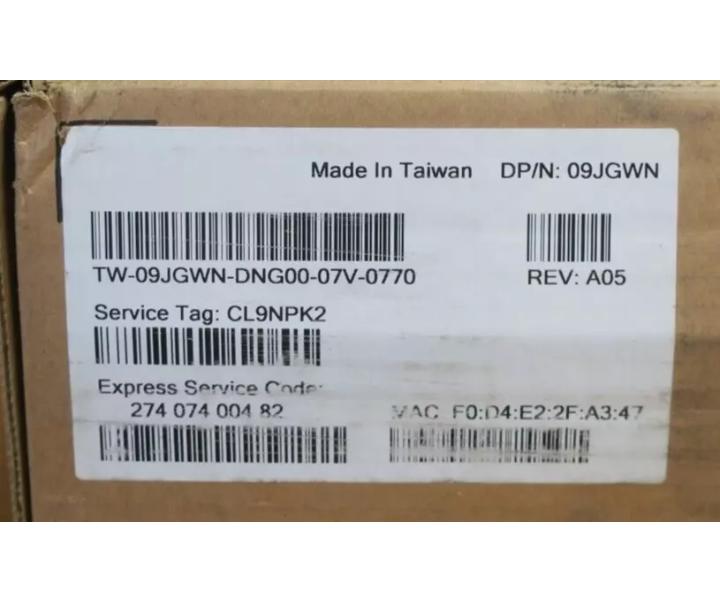 Made In Taiwan DP/N: 09JGWN
TW-09JGWN-DNG00-07V-0770 REV: A05
Service Tag: CL9NPK2
Express Service Code:
274 074 004 82 MAC F0:D4:E2:2F:A3:47